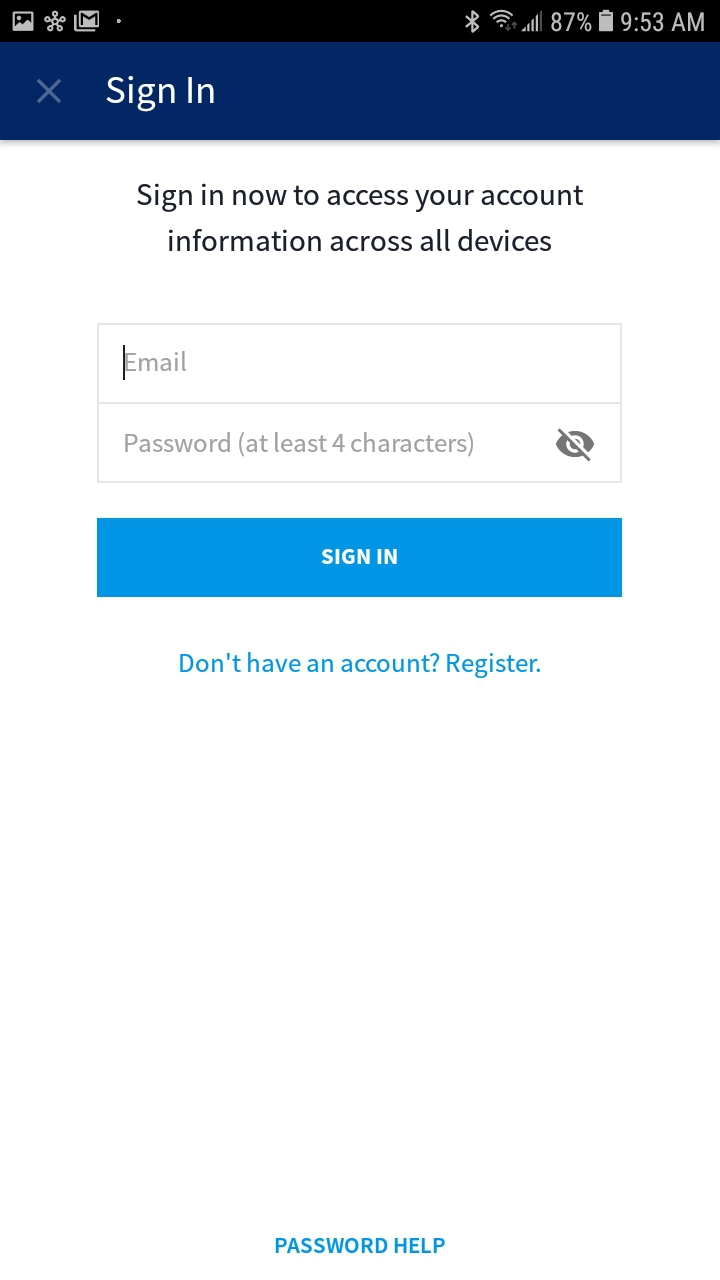 87% 9:53 AM
Sign In
Sign in now to access your account
information across all devices
Email
Password (at least 4 characters)
SIGN IN
Don't have an account? Register.
PASSWORD HELP